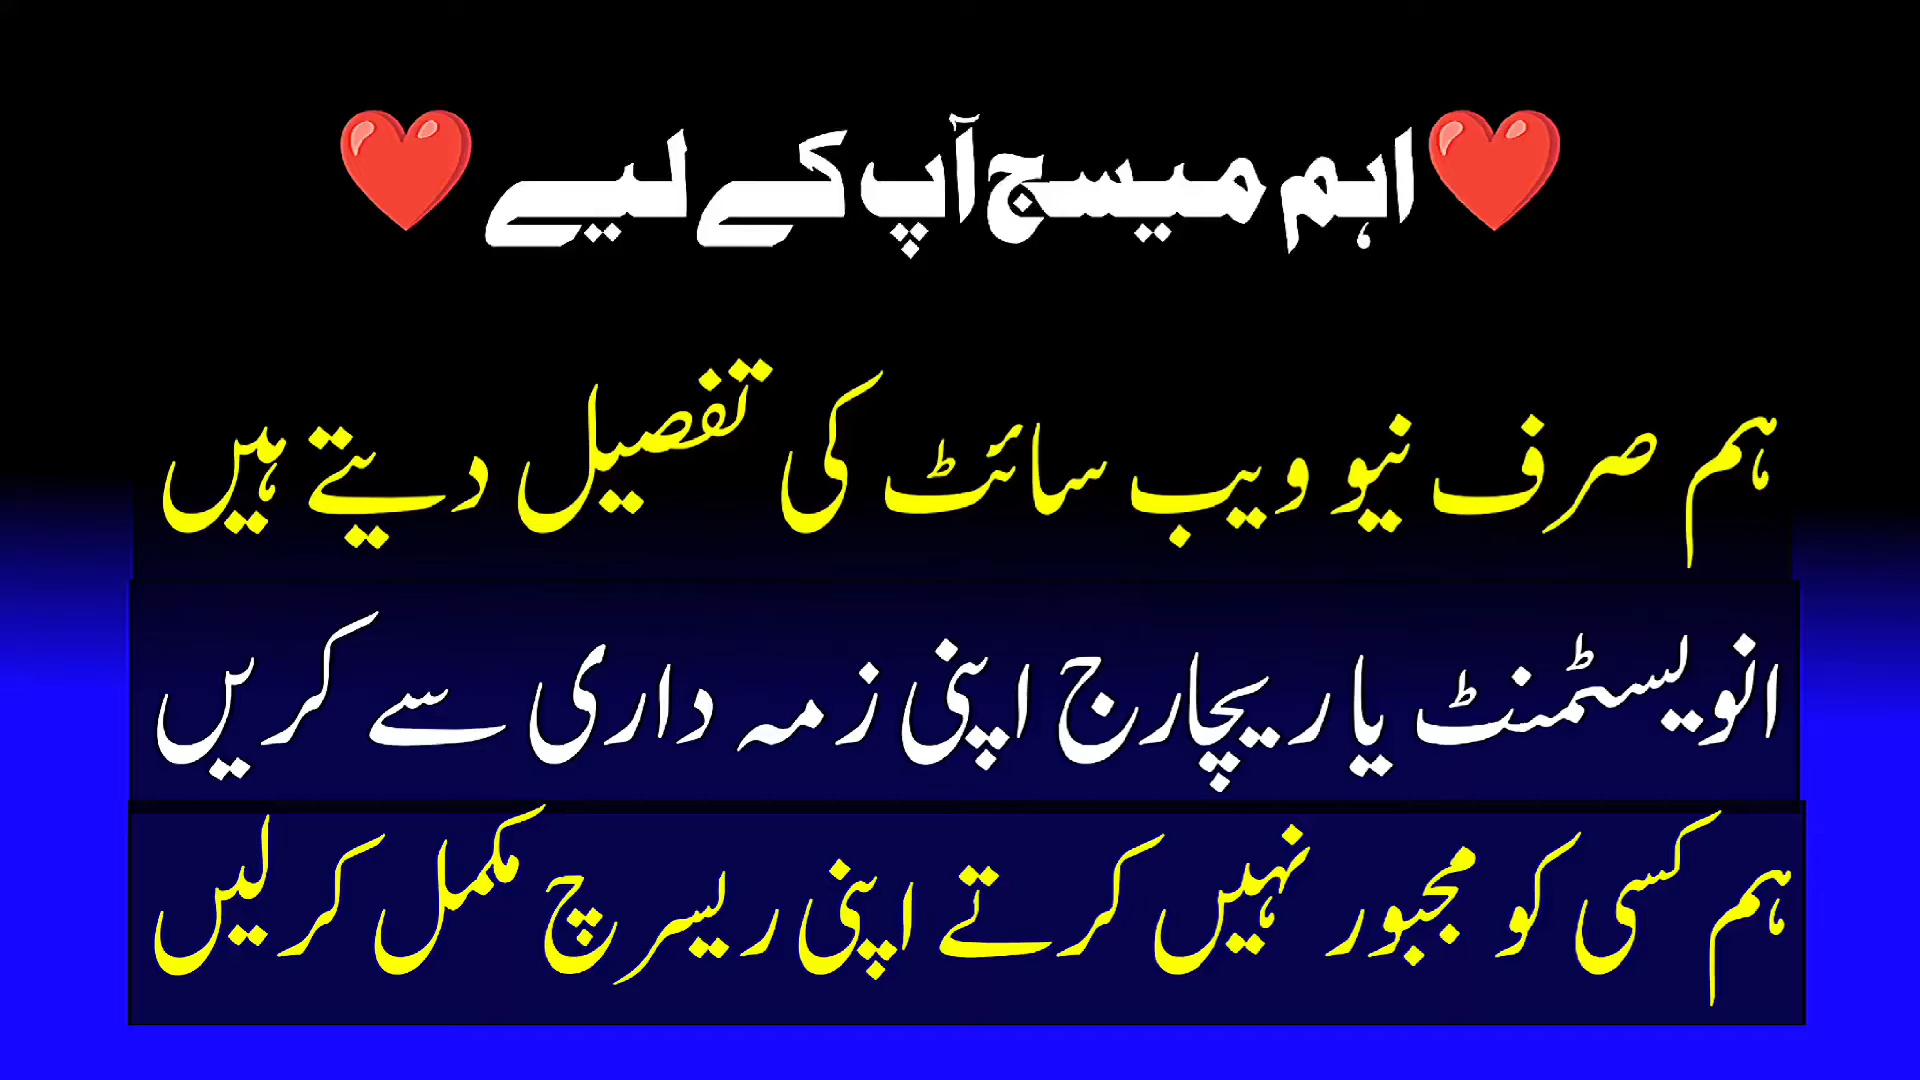 ❤️اہم میسج آپ کے لیے❤️
ہم صرف نیو ویب سائٹ کی تفصیل دیتے ہیں
انویسٹمنٹ یا ریچارج اپنی زمہ داری سے کریں
ہم کسی کو مجبور نہیں کرتے اپنی ریسرچ مکمل کرلیں